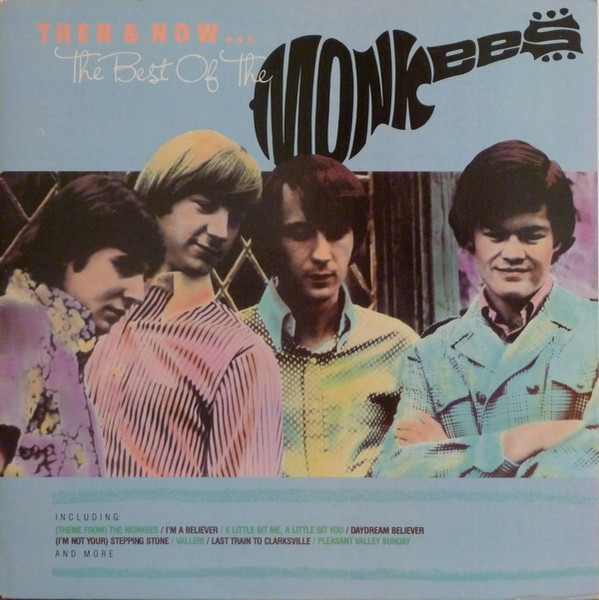 THEN & NOW...
The Best Of The
MONKEES
INCLUDING:
(THEME FROM) THE MONKEES / I'M A BELIEVER / A LITTLE BIT ME, A LITTLE BIT YOU / DAYDREAM BELIEVER
(I'M NOT YOUR) STEPPING STONE / VALLERI / LAST TRAIN TO CLARKSVILLE / PLEASANT VALLEY SUNDAY
AND MORE